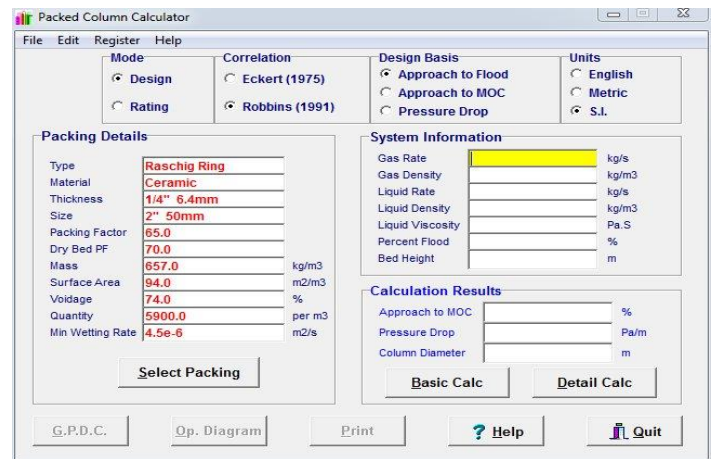 Packed Column Calculator
File Edit Register Help
Mode
Design
Rating
Correlation
Eckert (1975)
Robbins (1991)
Design Basis
Approach to Flood
Approach to MOC
Pressure Drop
Units
English
Metric
S.I.
Packing Details
Type Raschig Ring
Material Ceramic
Thickness 1/4" 6.4mm
Size 2" 50mm
Packing Factor 65.0
Dry Bed PF 70.0
Mass 657.0 kg/m3
Surface Area 94.0 m2/m3
Voidage 74.0 %
Quantity 5900.0 per m3
Min Wetting Rate 4.5e-6 m2/s
Select Packing
System Information
Gas Rate kg/s
Gas Density kg/m3
Liquid Rate kg/s
Liquid Density kg/m3
Liquid Viscosity Pa.S
Percent Flood %
Bed Height m
Calculation Results
Approach to MOC %
Pressure Drop Pa/m
Column Diameter m
Basic Calc Detail Calc
G.P.D.C. Op. Diagram Print ? Help Quit